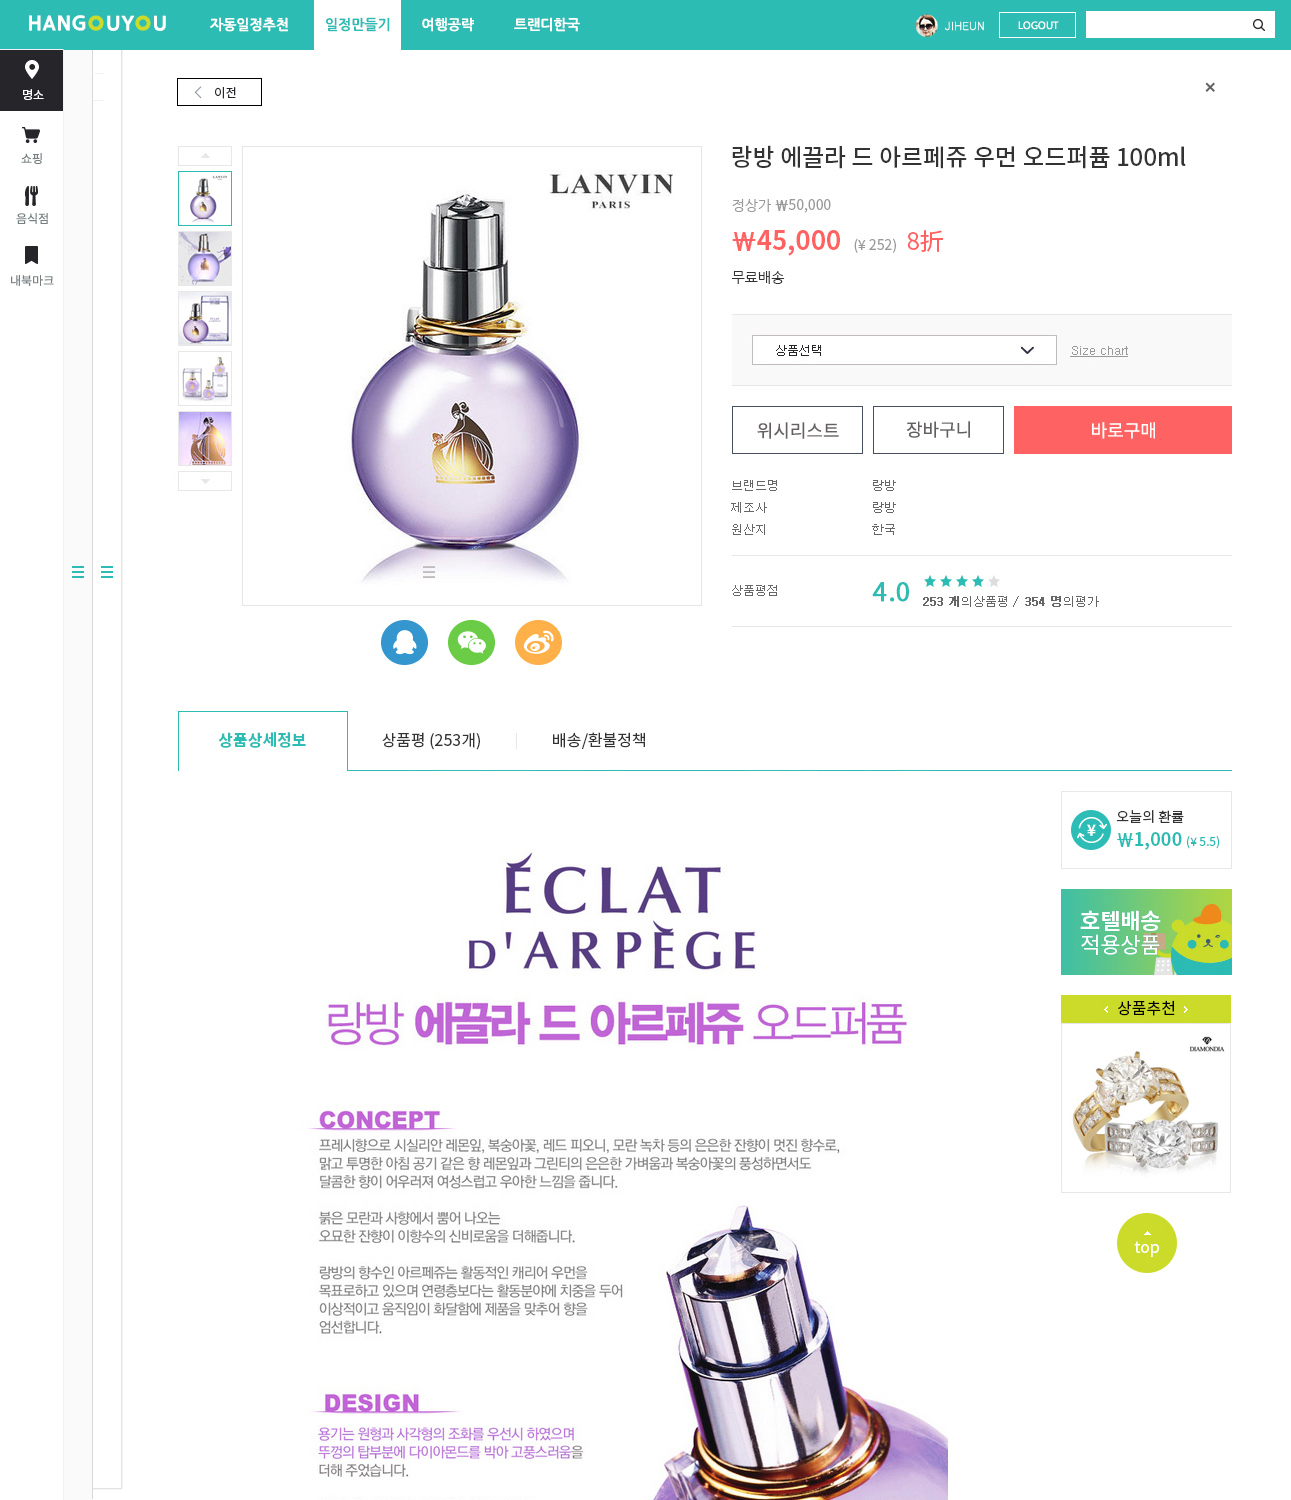 HANGOUYOU
자동일정추천
일정만들기
여행공략
트랜디한국
JIHEUN
LOGOUT
명소
쇼핑
음식점
내북마크
이전
×
LANVIN
PARIS
랑방 에끌라 드 아르페쥬 우먼 오드퍼퓸 100ml
정상가 ₩50,000
₩45,000 (¥ 252) 8折
무료배송
상품선택
Size chart
위시리스트
장바구니
바로구매
브랜드명 랑방
제조사 랑방
원산지 한국
상품평점
4.0
253 개의상품평 / 354 명의평가
상품상세정보
상품평 (253개)
배송/환불정책
오늘의 환률
¥
₩1,000 (¥ 5.5)
호텔배송
적용상품
상품추천
DIAMONDIA
top
ÉCLAT
D'ARPÈGE
랑방 에끌라 드 아르페쥬 오드퍼퓸
CONCEPT
프레시향으로 시실리안 레몬잎, 복숭아꽃, 레드 피오니, 모란 녹차 등의 은은한 잔향이 멋진 향수로,
맑고 투명한 아침 공기 같은 향 레몬잎과 그린티의 은은한 가벼움과 복숭아꽃의 풍성하면서도
달콤한 향이 어우러져 여성스럽고 우아한 느낌을 줍니다.
붉은 모란과 사향에서 뿜어 나오는
오묘한 잔향이 이향수의 신비로움을 더해줍니다.
랑방의 향수인 아르페쥬는 활동적인 캐리어 우먼을
목표로하고 있으며 연령층보다는 활동분야에 치중을 두어
이상적이고 움직임이 화달함에 제품을 맞추어 향을
엄선합니다.
DESIGN
용기는 원형과 사각형의 조화를 우선시 하였으며
뚜껑의 탑부분에 다이아몬드를 박아 고풍스러움을
더해 주었습니다.